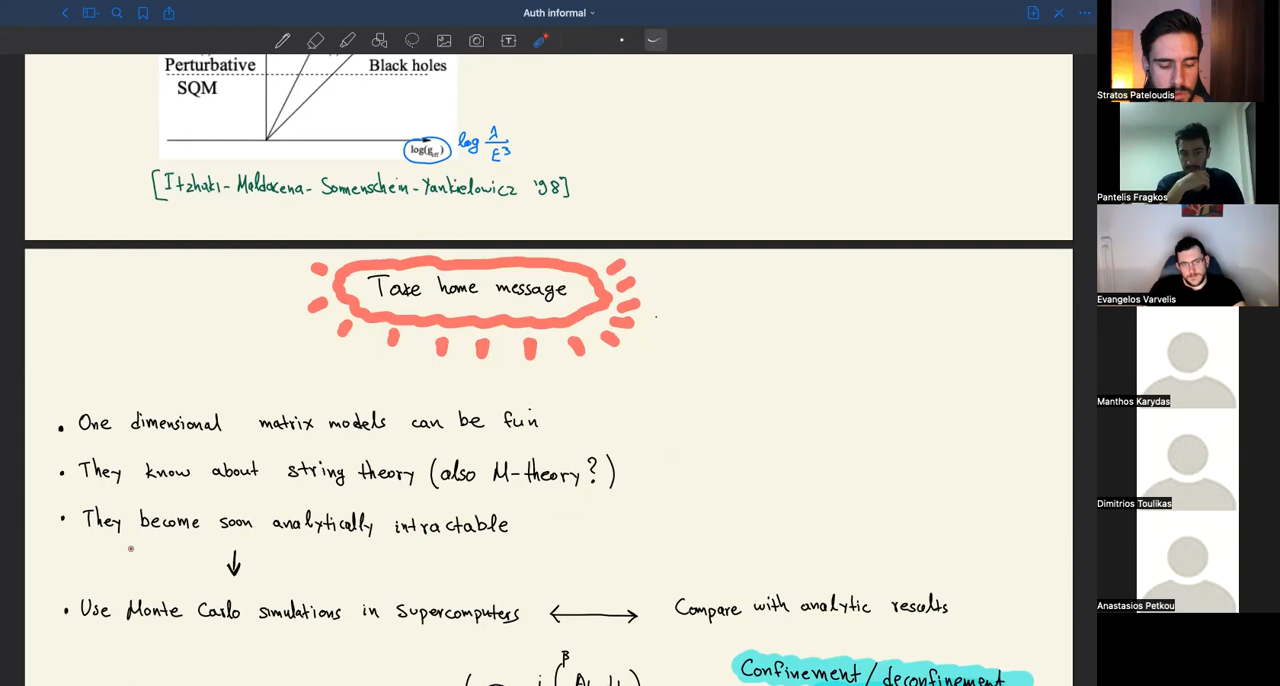 Auth informal
Perturbative
SQM
Black holes
log(g_eff)
log λ/E³
[Itzhaki-Maldacena-Sonnenschein-Yankielowicz '98]
Take home message
• One dimensional matrix models can be fun
• They know about string theory (also M-theory?)
• They become soon analytically intractable
↓
• Use Monte Carlo simulations in Supercomputers ⟷ Compare with analytic results
β
Confinement/deconfinement
Stratos Pateloudis
Pantelis Fragkos
Evangelos Varvelis
Manthos Karydas
Dimitrios Toulikas
Anastasios Petkou